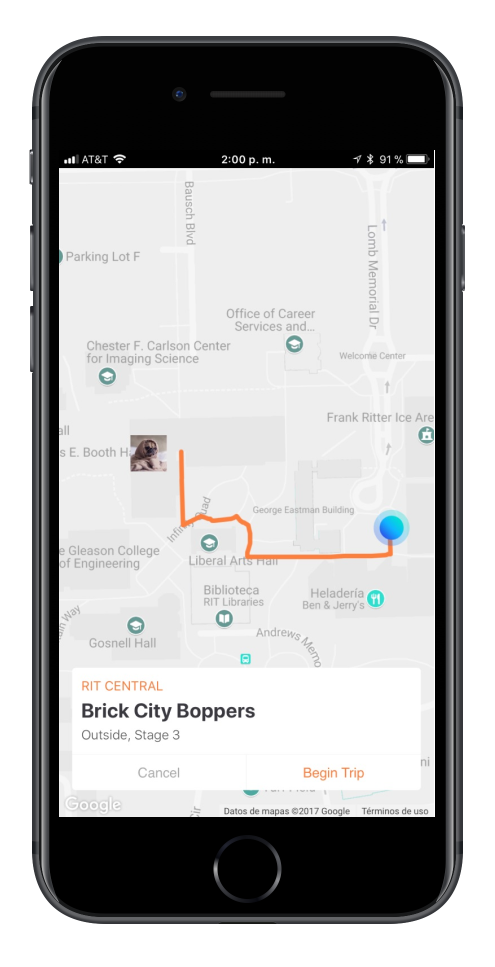 AT&T
2:00 p. m.
91 %
Bausch Blvd
Lomb Memorial Dr
Parking Lot F
Office of Career
Services and...
Chester F. Carlson Center
for Imaging Science
Welcome Center
Frank Ritter Ice Are
all
s E. Booth H
Infinity Quad
George Eastman Building
e Gleason College
of Engineering
Liberal Arts Hall
Biblioteca
RIT Libraries
Heladería
Ben & Jerry's
Way
Gosnell Hall
Andrews Memo
RIT CENTRAL
Brick City Boppers
Outside, Stage 3
Cancel
Begin Trip
ni
Google
Cir
Datos de mapas ©2017 Google
Términos de uso